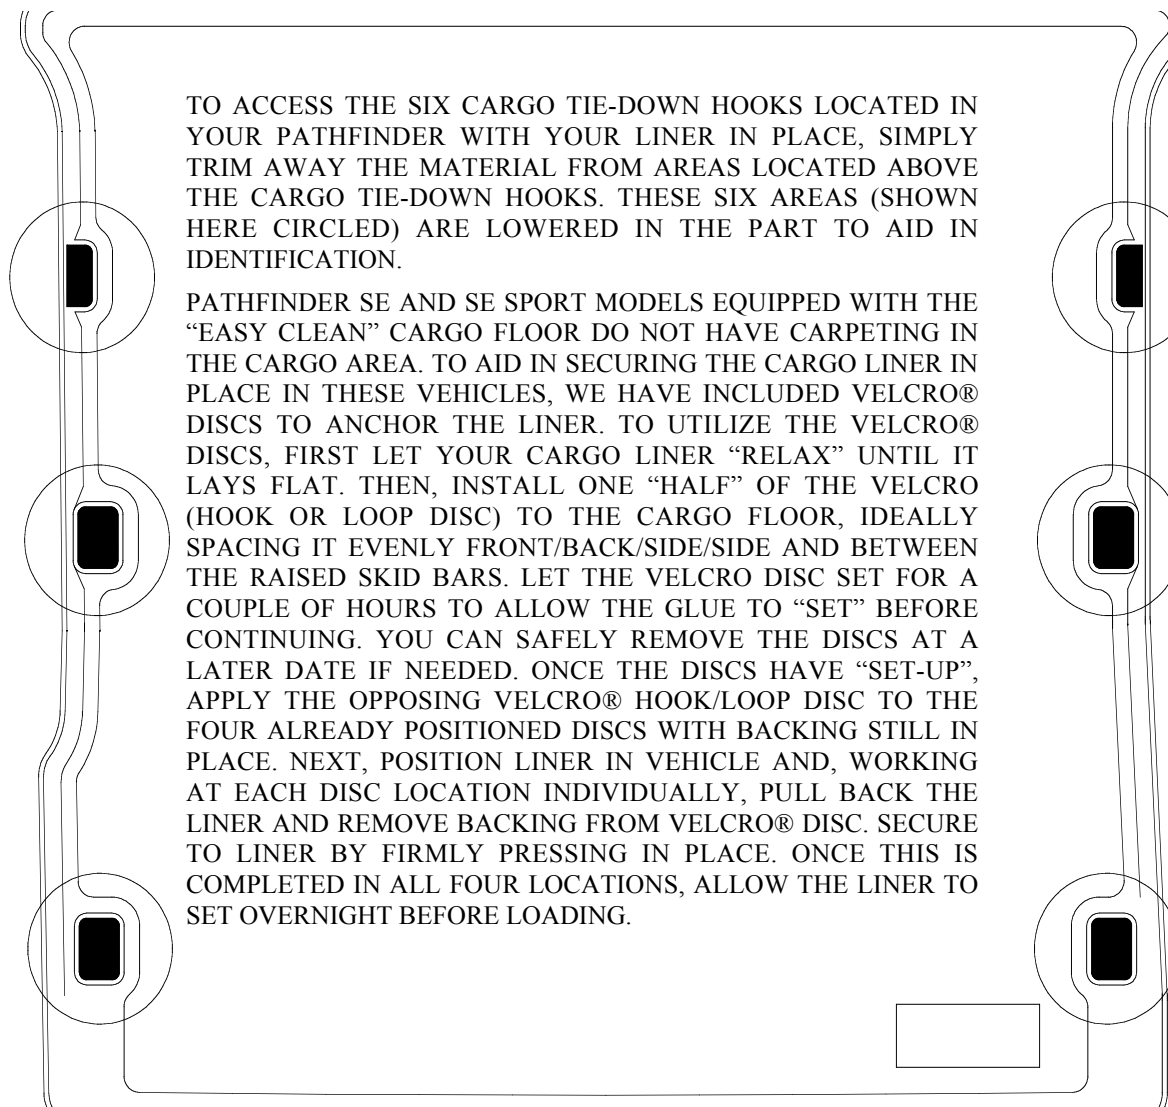 TO ACCESS THE SIX CARGO TIE-DOWN HOOKS LOCATED IN
YOUR PATHFINDER WITH YOUR LINER IN PLACE, SIMPLY
TRIM AWAY THE MATERIAL FROM AREAS LOCATED ABOVE
THE CARGO TIE-DOWN HOOKS. THESE SIX AREAS (SHOWN
HERE CIRCLED) ARE LOWERED IN THE PART TO AID IN
IDENTIFICATION.
PATHFINDER SE AND SE SPORT MODELS EQUIPPED WITH THE
“EASY CLEAN” CARGO FLOOR DO NOT HAVE CARPETING IN
THE CARGO AREA. TO AID IN SECURING THE CARGO LINER IN
PLACE IN THESE VEHICLES, WE HAVE INCLUDED VELCRO®
DISCS TO ANCHOR THE LINER. TO UTILIZE THE VELCRO®
DISCS, FIRST LET YOUR CARGO LINER “RELAX” UNTIL IT
LAYS FLAT. THEN, INSTALL ONE “HALF” OF THE VELCRO
(HOOK OR LOOP DISC) TO THE CARGO FLOOR, IDEALLY
SPACING IT EVENLY FRONT/BACK/SIDE/SIDE AND BETWEEN
THE RAISED SKID BARS. LET THE VELCRO DISC SET FOR A
COUPLE OF HOURS TO ALLOW THE GLUE TO “SET” BEFORE
CONTINUING. YOU CAN SAFELY REMOVE THE DISCS AT A
LATER DATE IF NEEDED. ONCE THE DISCS HAVE “SET-UP”,
APPLY THE OPPOSING VELCRO® HOOK/LOOP DISC TO THE
FOUR ALREADY POSITIONED DISCS WITH BACKING STILL IN
PLACE. NEXT, POSITION LINER IN VEHICLE AND, WORKING
AT EACH DISC LOCATION INDIVIDUALLY, PULL BACK THE
LINER AND REMOVE BACKING FROM VELCRO® DISC. SECURE
TO LINER BY FIRMLY PRESSING IN PLACE. ONCE THIS IS
COMPLETED IN ALL FOUR LOCATIONS, ALLOW THE LINER TO
SET OVERNIGHT BEFORE LOADING.